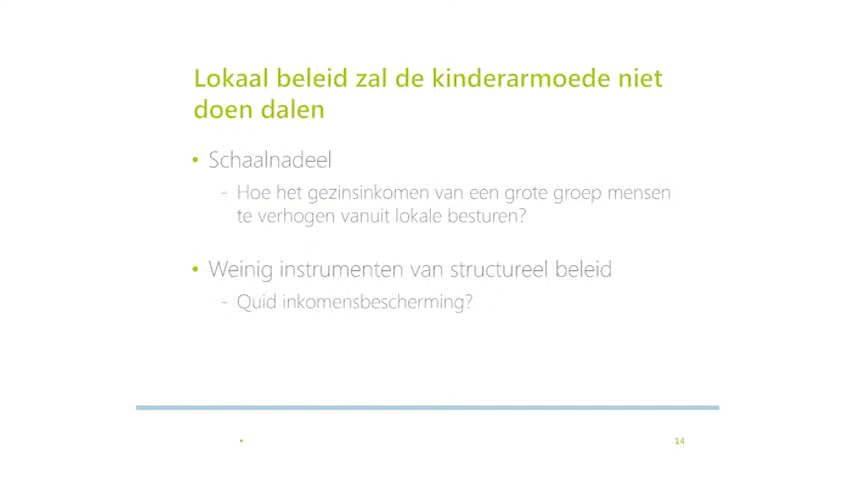 Lokaal beleid zal de kinderarmoede niet
doen dalen
• Schaalnadeel
- Hoe het gezinsinkomen van een grote groep mensen
te verhogen vanuit lokale besturen?
• Weinig instrumenten van structureel beleid
- Quid inkomensbescherming?
• 14